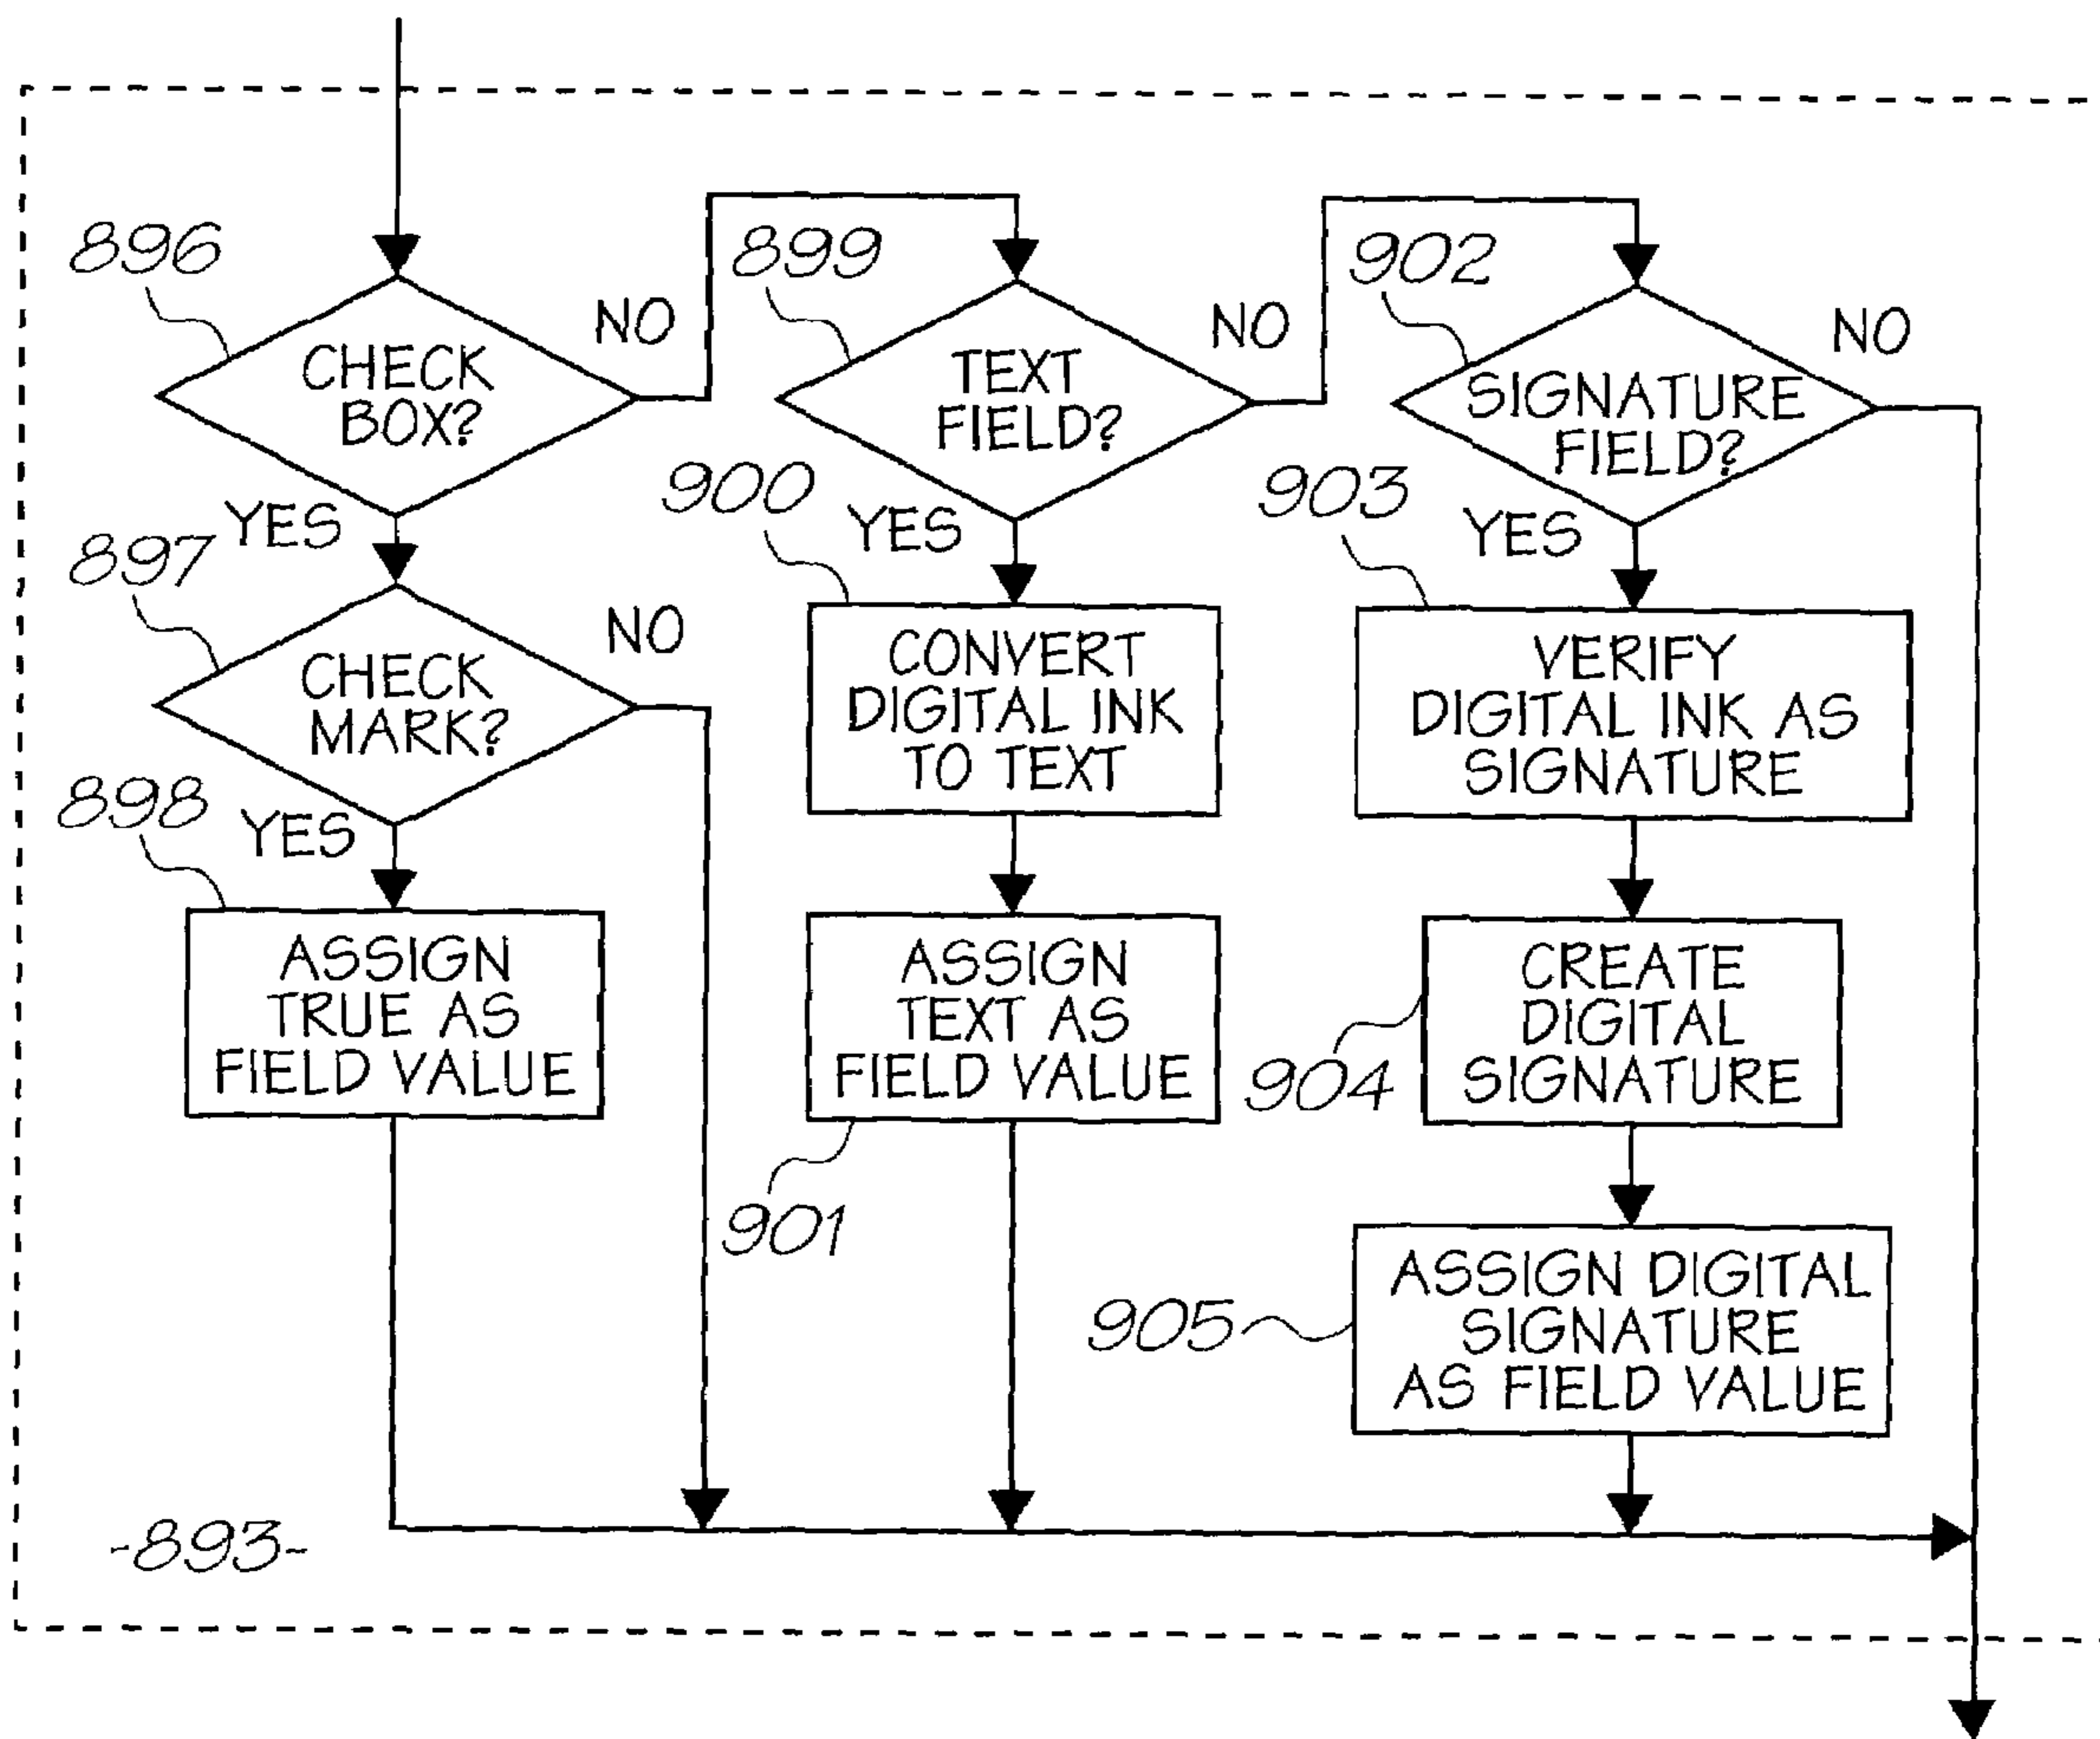 896
CHECK
BOX?
NO
YES
897
CHECK
MARK?
NO
YES
898
ASSIGN
TRUE AS
FIELD VALUE
899
TEXT
FIELD?
NO
YES
900
CONVERT
DIGITAL INK
TO TEXT
ASSIGN
TEXT AS
FIELD VALUE
901
902
SIGNATURE
FIELD?
NO
YES
903
VERIFY
DIGITAL INK AS
SIGNATURE
CREATE
DIGITAL
SIGNATURE
904
ASSIGN DIGITAL
SIGNATURE
AS FIELD VALUE
905
-893-